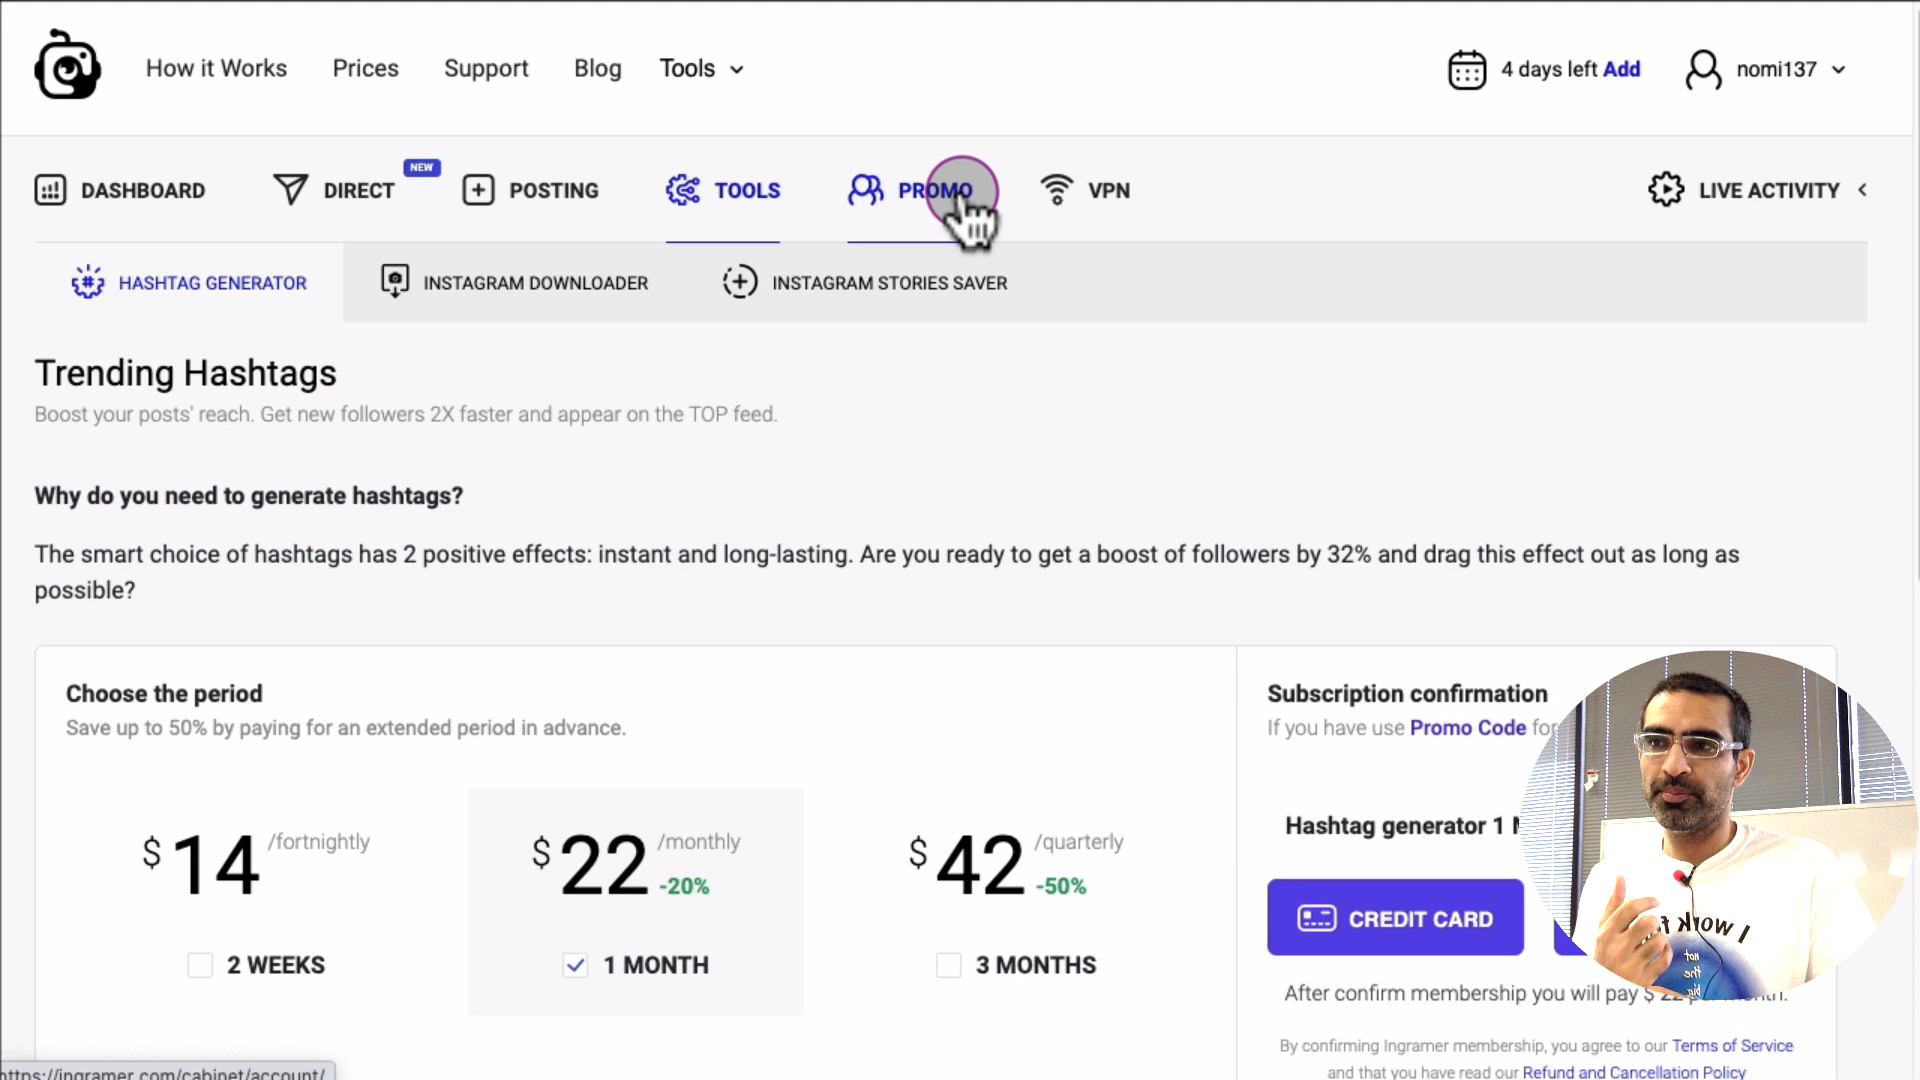 How it Works
Prices
Support
Blog
Tools
4 days left Add
nomi137
DASHBOARD
DIRECT
NEW
POSTING
TOOLS
PROMO
VPN
LIVE ACTIVITY
HASHTAG GENERATOR
INSTAGRAM DOWNLOADER
INSTAGRAM STORIES SAVER
Trending Hashtags
Boost your posts' reach. Get new followers 2X faster and appear on the TOP feed.
Why do you need to generate hashtags?
The smart choice of hashtags has 2 positive effects: instant and long-lasting. Are you ready to get a boost of followers by 32% and drag this effect out as long as
possible?
Choose the period
Save up to 50% by paying for an extended period in advance.
$ 14 /fortnightly
2 WEEKS
$ 22 /monthly
-20%
1 MONTH
$ 42 /quarterly
-50%
3 MONTHS
Subscription confirmation
If you have use Promo Code for
Hashtag generator 1
CREDIT CARD
I work f
not
the
big
After confirm membership you will pay $ 22
By confirming Ingramer membership, you agree to our Terms of Service
and that you have read our Refund and Cancellation Policy
https://ingramer.com/cabinet/account/